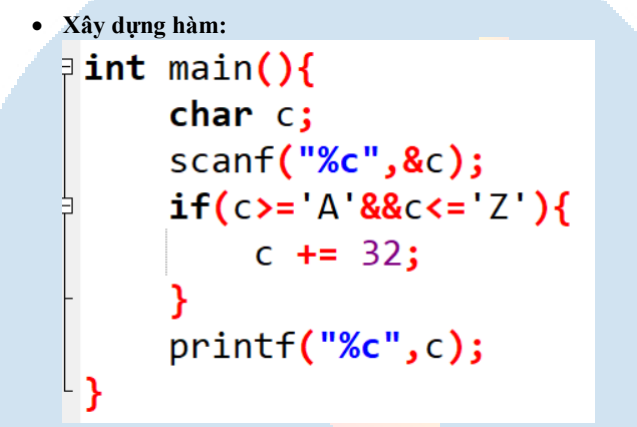 • Xây dựng hàm:
int main(){
char c;
scanf("%c",&c);
if(c>='A'&&c<='Z'){
c += 32;
}
printf("%c",c);
}